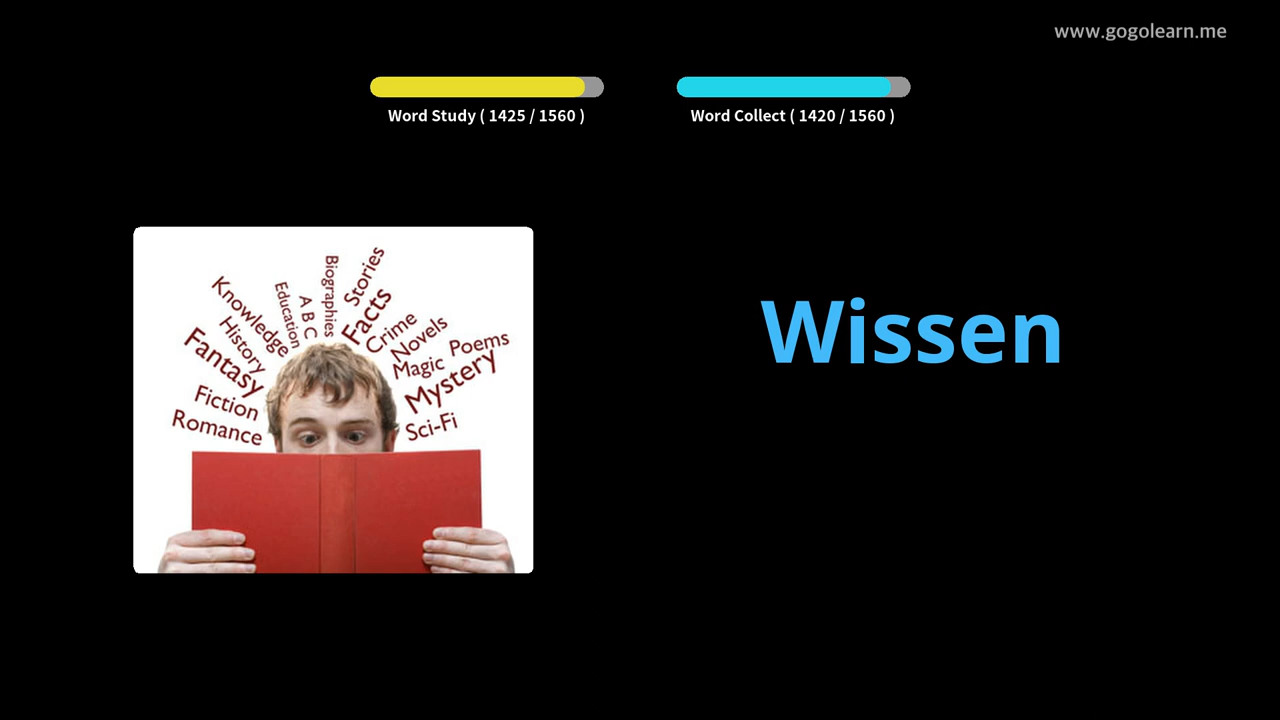 www.gogolearn.me
Word Study ( 1425 / 1560 )
Word Collect ( 1420 / 1560 )
Wissen
Biographies
Stories
Education
A B C
Facts
Knowledge
Crime
History
Novels
Fantasy
Poems
Magic
Mystery
Fiction
Sci-Fi
Romance